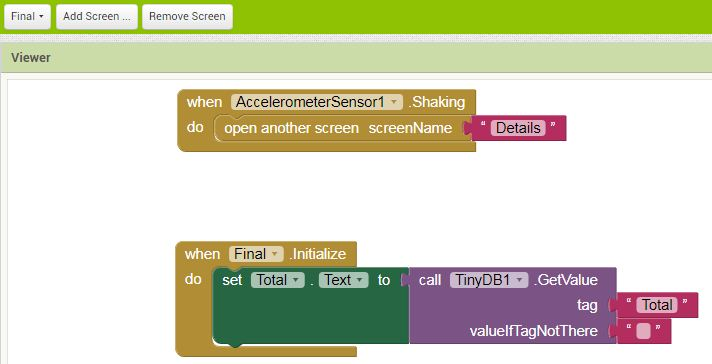 Final Add Screen ... Remove Screen
Viewer
when AccelerometerSensor1 .Shaking
do open another screen screenName “ Details ”
when Final .Initialize
do set Total . Text to call TinyDB1 .GetValue
tag “ Total ”
valueIfTagNotThere “ ”